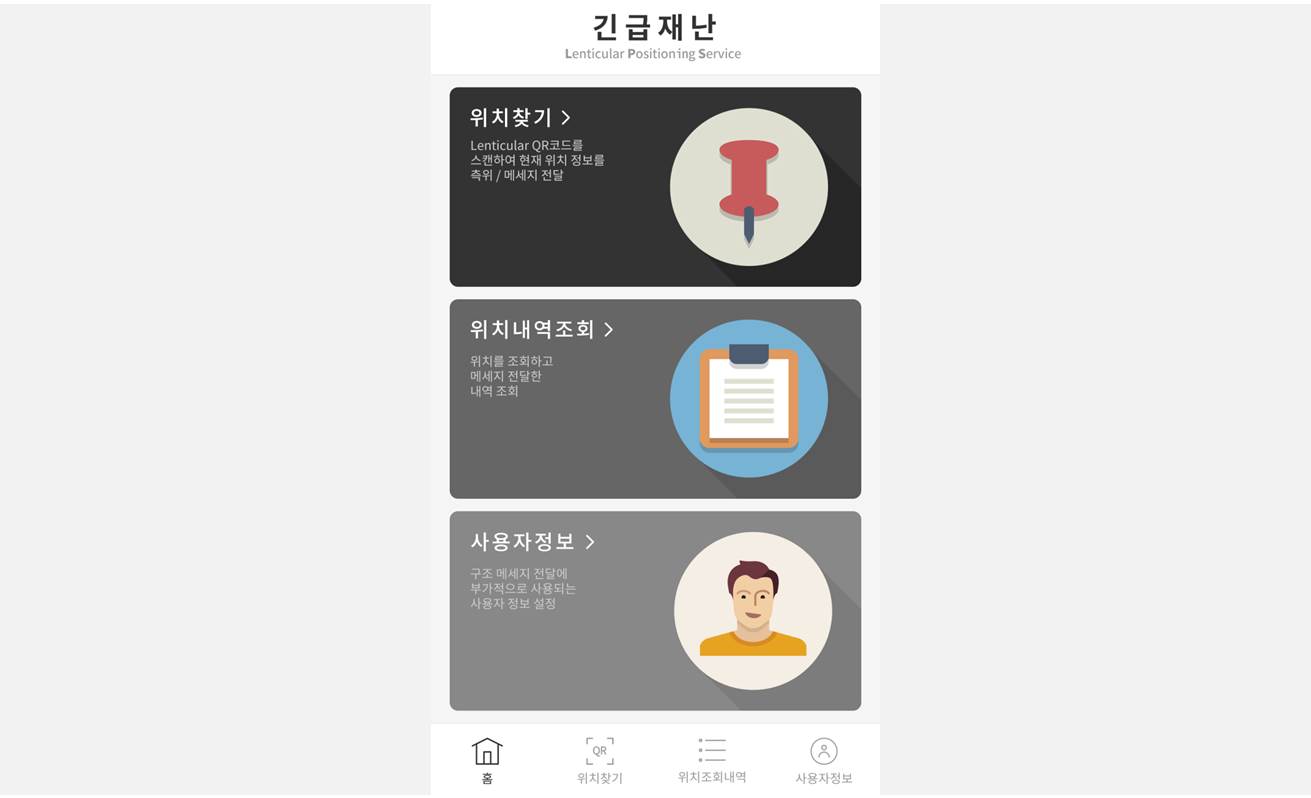 긴급재난
Lenticular Positioning Service
위치찾기
Lenticular QR코드를
스캔하여 현재 위치 정보를
측위 / 메세지 전달
위치내역조회
위치를 조회하고
메세지 전달한
내역 조회
사용자정보
구조 메세지 전달에
부가적으로 사용되는
사용자 정보 설정
QR
홈 위치찾기 위치조회내역 사용자정보